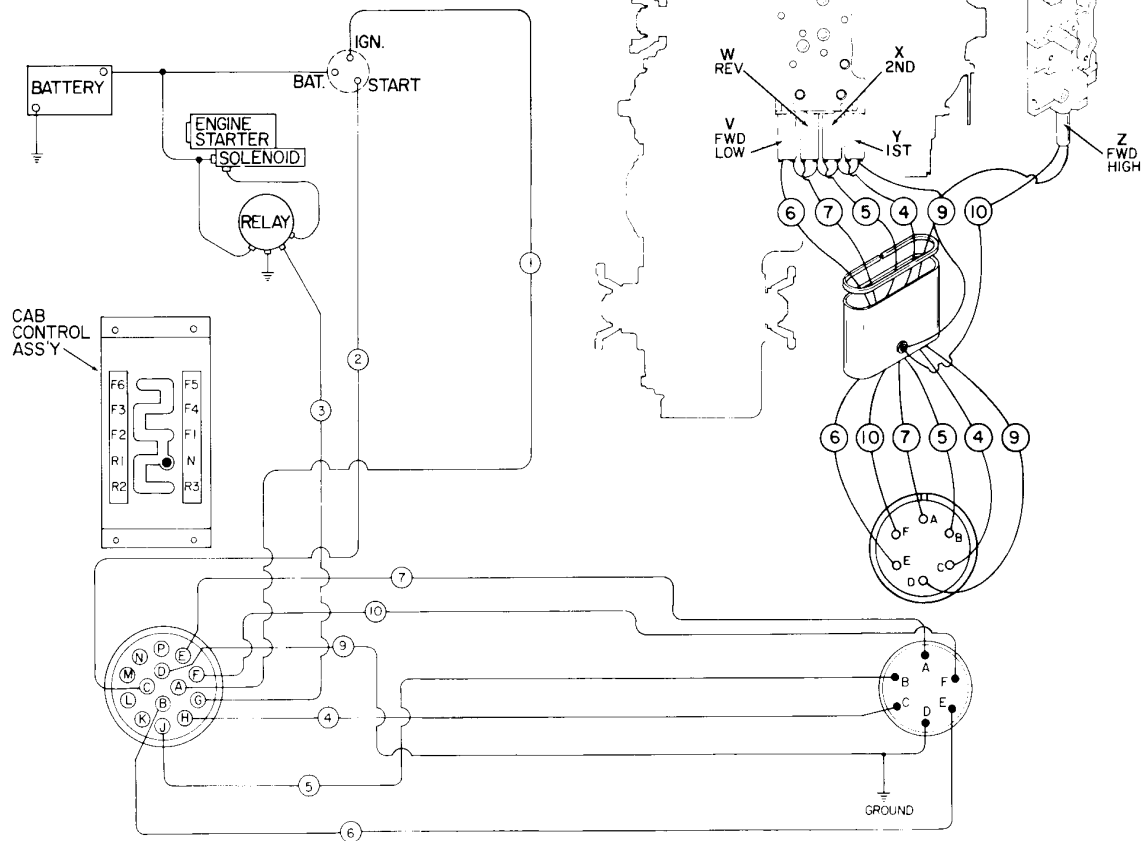 IGN.
BAT.
START
BATTERY
ENGINE
STARTER
SOLENOID
RELAY
W
REV
X
2ND
V
FWD
LOW
Y
1ST
Z
FWD
HIGH
6 7 5 4 9 10
1
2
3
CAB
CONTROL
ASS'Y
F6 F5
F3 F4
F2 F1
R1 N
R2 R3
6 10 7 5 4 9
A
F B
E C
D
7
10
9
P
N E
M D F
C A
L B G
K H
J
4
5
6
A
B F
C E
D
GROUND